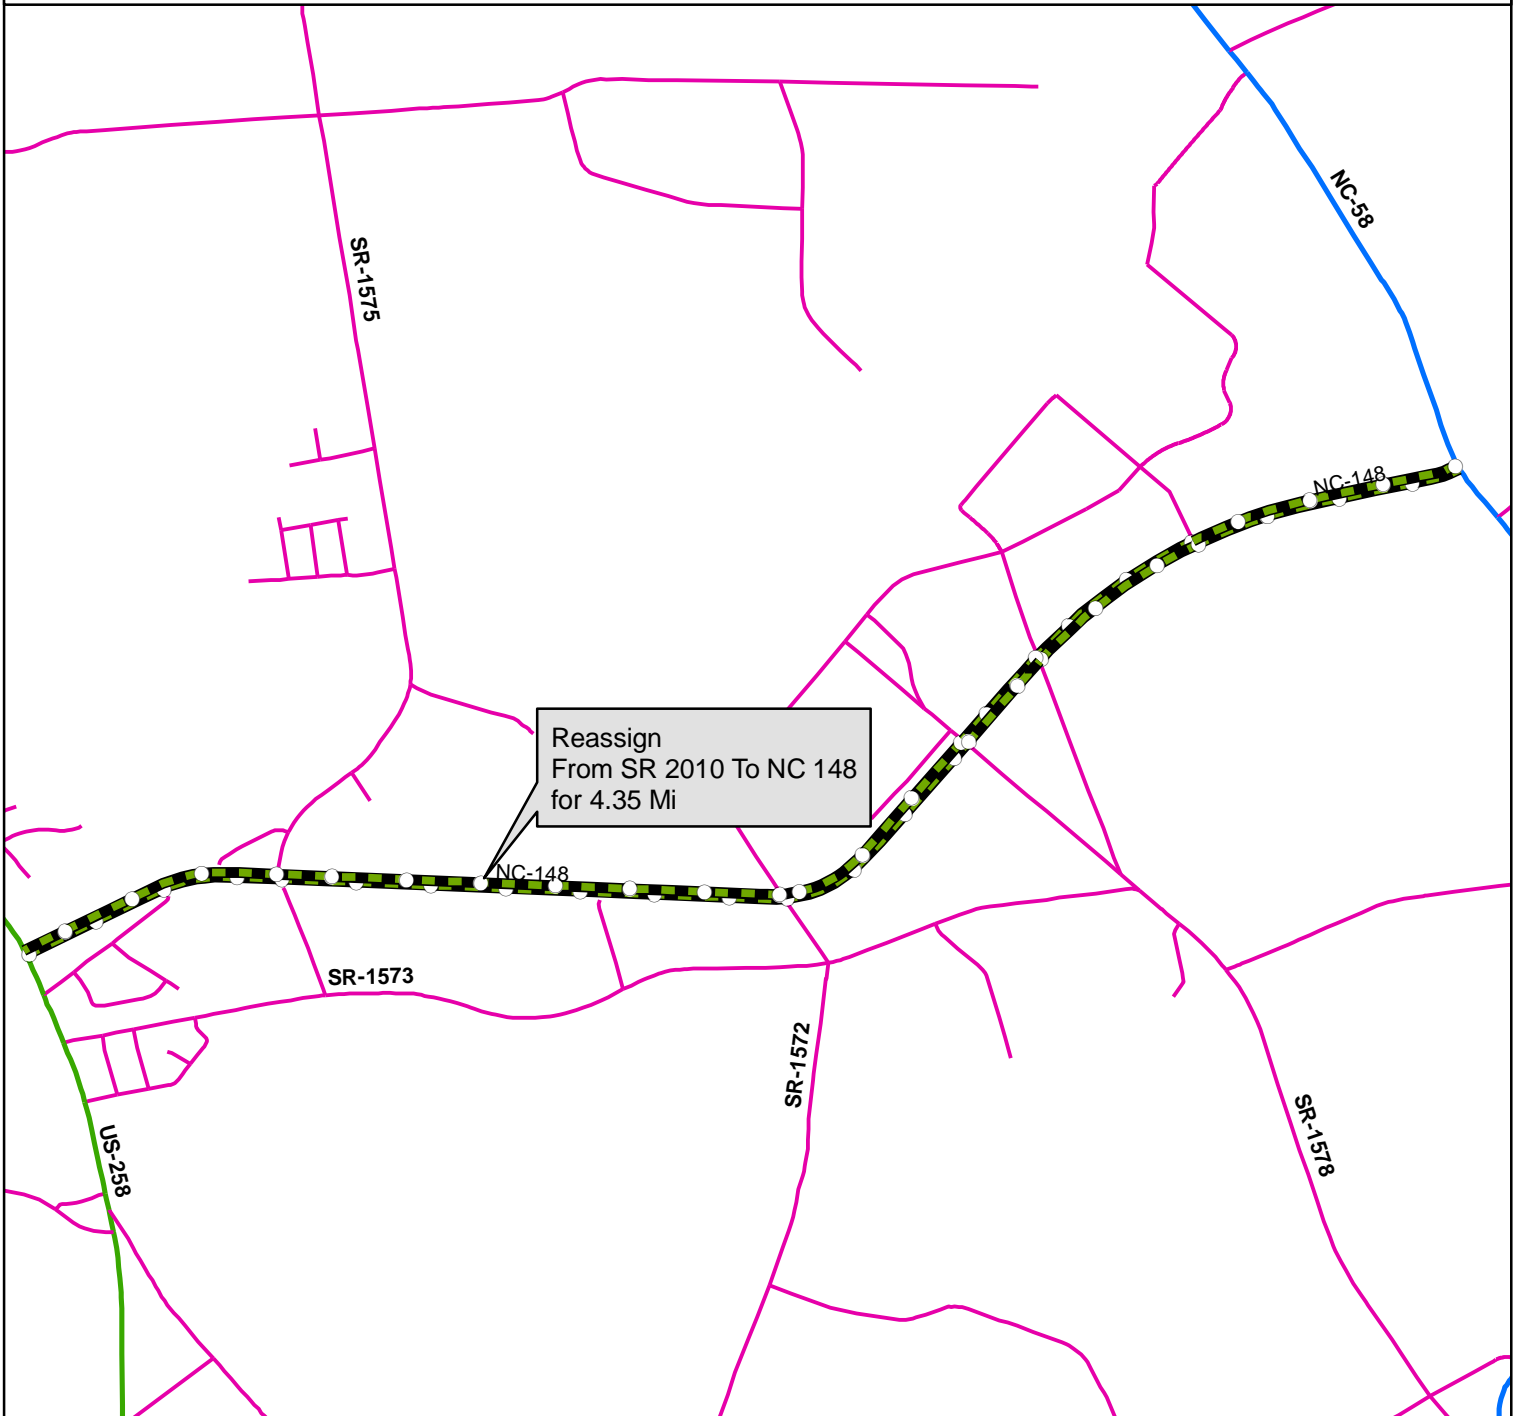 NC-58
SR-1575
NC-148
Reassign
From SR 2010 To NC 148
for 4.35 Mi
NC-148
SR-1573
SR-1572
SR-1578
US-258